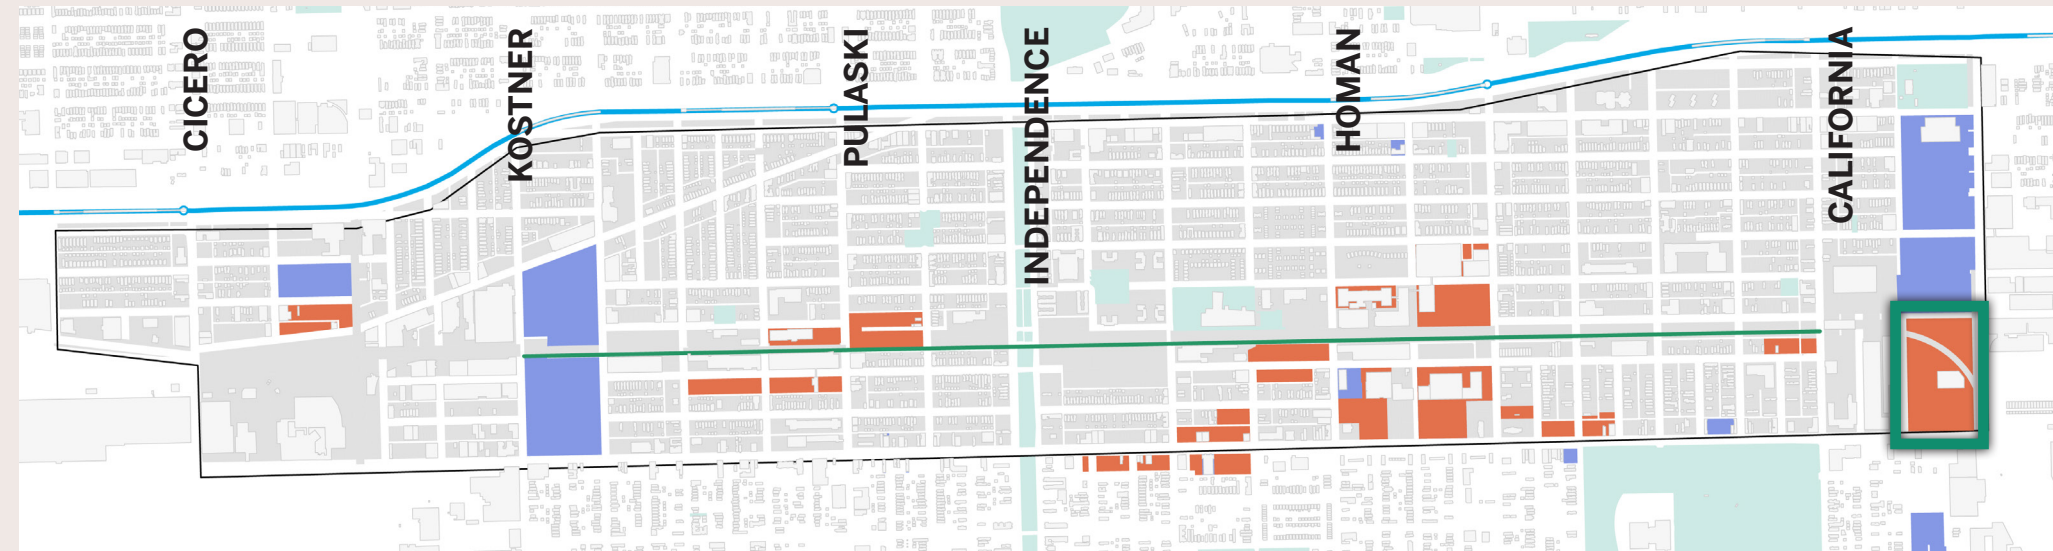 CICERO
KOSTNER
PULASKI
INDEPENDENCE
HOMAN
CALIFORNIA